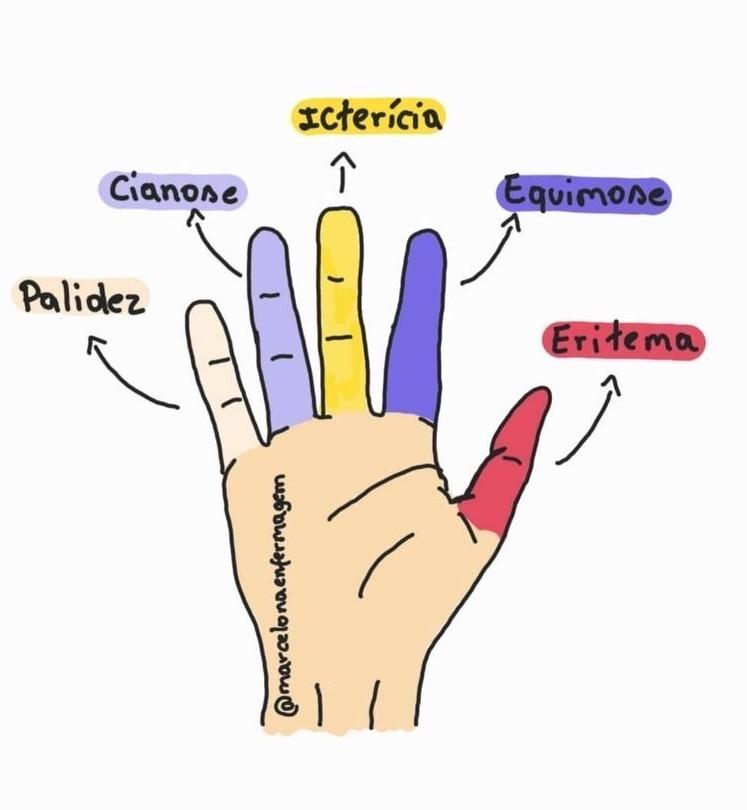 Icterícia
Cianose
Equimose
Palidez
Eritema
@marcelonaenfermagem